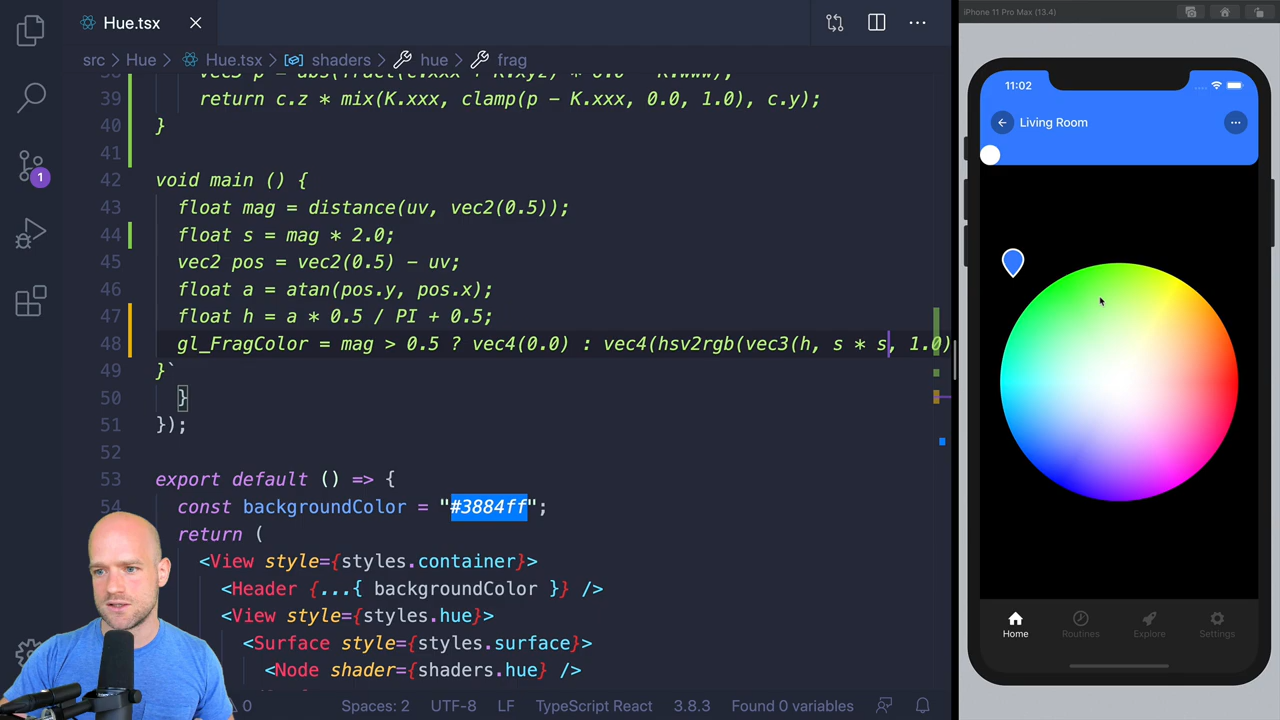 Hue.tsx
src › Hue › Hue.tsx › shaders › hue › frag
39 return c.z * mix(K.xxx, clamp(p - K.xxx, 0.0, 1.0), c.y);
40 }
41
42 void main () {
43 float mag = distance(uv, vec2(0.5));
44 float s = mag * 2.0;
45 vec2 pos = vec2(0.5) - uv;
46 float a = atan(pos.y, pos.x);
47 float h = a * 0.5 / PI + 0.5;
48 gl_FragColor = mag > 0.5 ? vec4(0.0) : vec4(hsv2rgb(vec3(h, s * s, 1.0)
49 }`
50 }
51 });
52
53 export default () => {
54 const backgroundColor = "#3884ff";
return (
<View style={styles.container}>
<Header {...{ backgroundColor }} />
<View style={styles.hue}>
<Surface style={styles.surface}>
<Node shader={shaders.hue} />
1
0
Spaces: 2
UTF-8
LF
TypeScript React
3.8.3
Found 0 variables
iPhone 11 Pro Max (13.4)
11:02
Living Room
Home
Routines
Explore
Settings